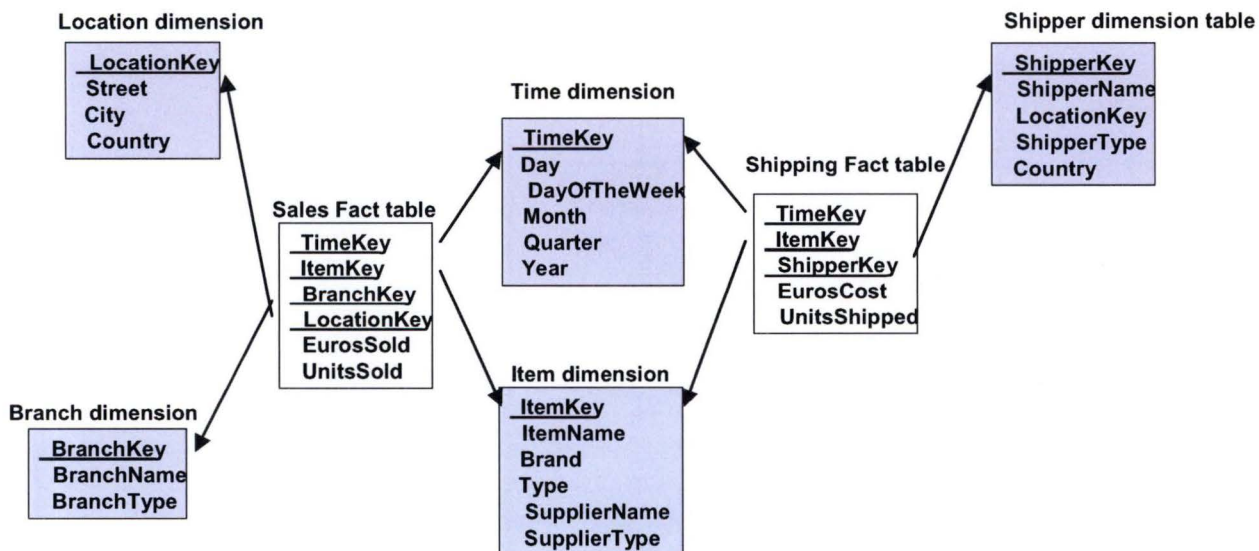 Location dimension
LocationKey
Street
City
Country
Shipper dimension table
ShipperKey
ShipperName
LocationKey
ShipperType
Country
Time dimension
TimeKey
Day
DayOfTheWeek
Month
Quarter
Year
Shipping Fact table
TimeKey
ItemKey
ShipperKey
EurosCost
UnitsShipped
Sales Fact table
TimeKey
ItemKey
BranchKey
LocationKey
EurosSold
UnitsSold
Item dimension
ItemKey
ItemName
Brand
Type
SupplierName
SupplierType
Branch dimension
BranchKey
BranchName
BranchType